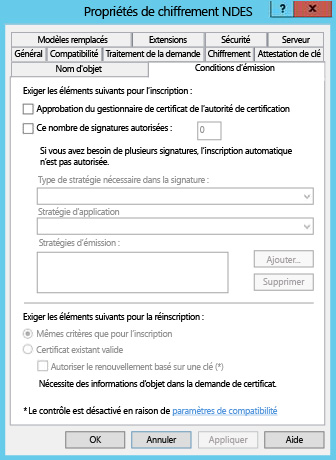 Propriétés de chiffrement NDES
?
x
Modèles remplacés
Extensions
Sécurité
Serveur
Général
Compatibilité
Traitement de la demande
Chiffrement
Attestation de clé
Nom d'objet
Conditions d'émission
Exiger les éléments suivants pour l'inscription :
Approbation du gestionnaire de certificat de l'autorité de certification
Ce nombre de signatures autorisées :
0
Si vous avez besoin de plusieurs signatures, l'inscription automatique
n'est pas autorisée.
Type de stratégie nécessaire dans la signature :
Stratégie d'application
Stratégies d'émission :
Ajouter...
Supprimer
Exiger les éléments suivants pour la réinscription :
Mêmes critères que pour l'inscription
Certificat existant valide
Autoriser le renouvellement basé sur une clé (*)
Nécessite des informations d'objet dans la demande de certificat.
* Le contrôle est désactivé en raison de paramètres de compatibilité
OK
Annuler
Appliquer
Aide